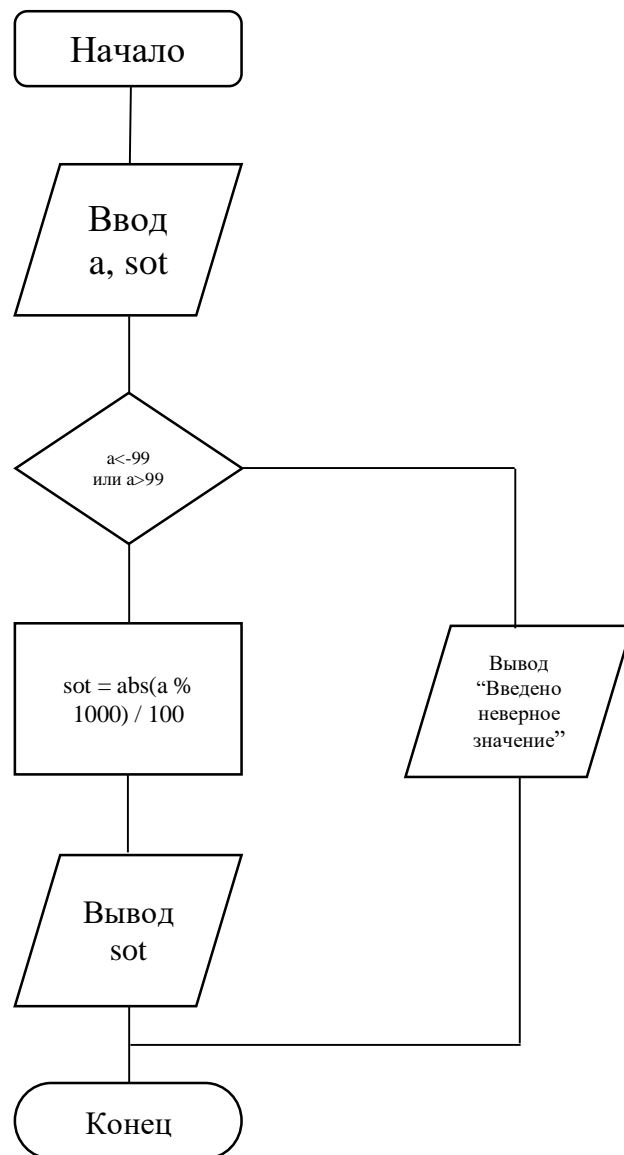 Начало
Ввод
a, sot
a<-99
или a>99
sot = abs(a %
1000) / 100
Вывод
“Введено
неверное
значение”
Вывод
sot
Конец